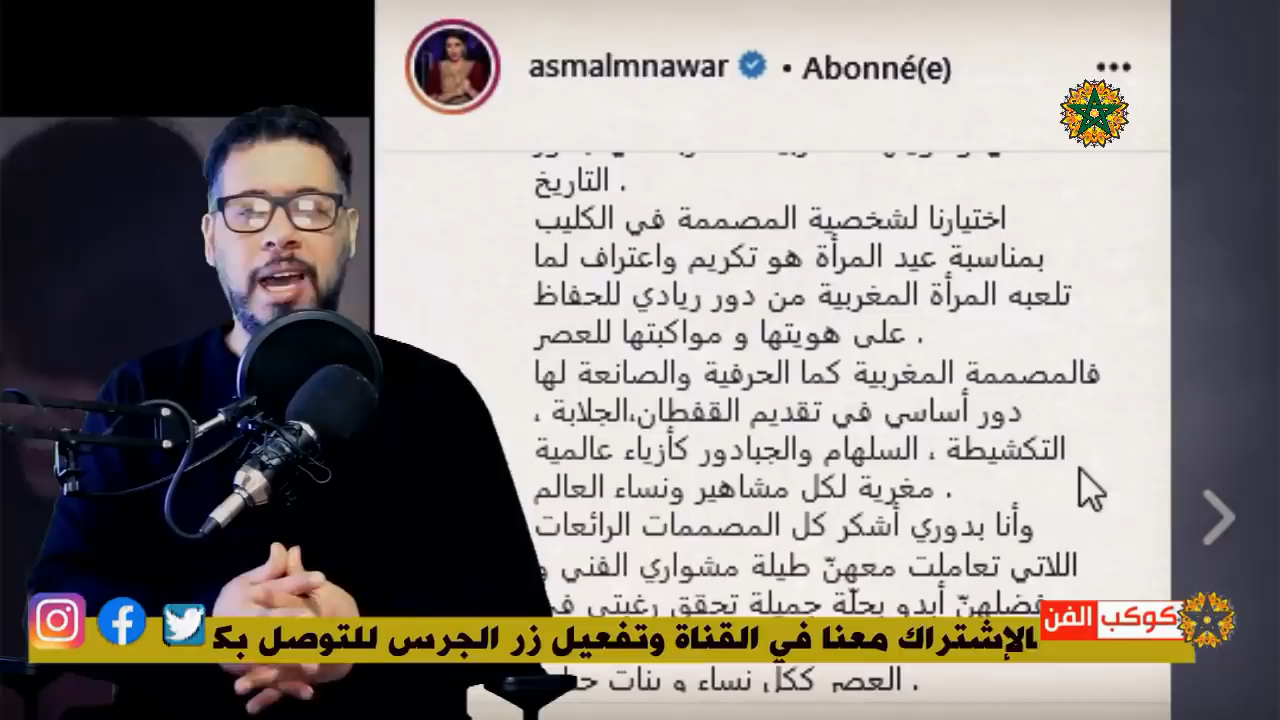 asmalmnawar • Abonné(e)
التاريخ .
اختيارنا لشخصية المصممة في الكليب
بمناسبة عيد المرأة هو تكريم واعتراف لما
تلعبه المرأة المغربية من دور ريادي للحفاظ
على هويتها و مواكبتها للعصر .
فالمصممة المغربية كما الحرفية والصانعة لها
دور أساسي في تقديم القفطان،الجلابة ،
التكشيطة ، السلهام والجبادور كأزياء عالمية
مغرية لكل مشاهير ونساء العالم .
وأنا بدوري أشكر كل المصممات الرائعات
اللاتي تعاملت معهنّ طيلة مشواري الفني و
فضلهنّ أبدو بحلّة جميلة تحقق رغبتي في
كوكب الفن
الإشتراك معنا في القناة وتفعيل زر الجرس للتوصل بك
العصر ككل نساء و بنات .